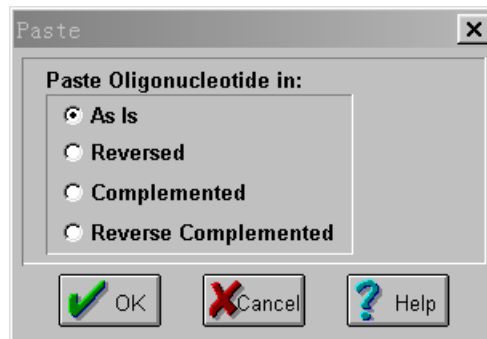 Paste
Paste Oligonucleotide in:
As Is
Reversed
Complemented
Reverse Complemented
OK Cancel Help